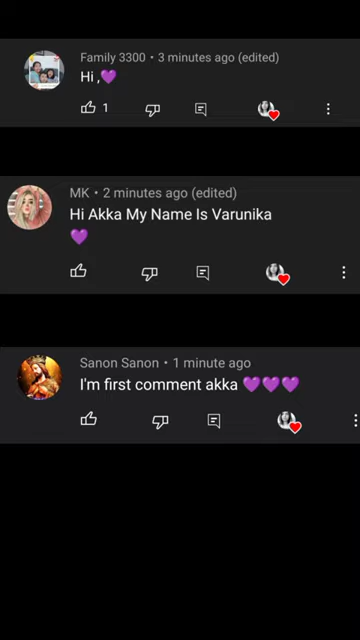 Family 3300 • 3 minutes ago (edited)
Hi ,💜
1
MK • 2 minutes ago (edited)
Hi Akka My Name Is Varunika
💜
Sanon Sanon • 1 minute ago
I'm first comment akka 💜💜💜